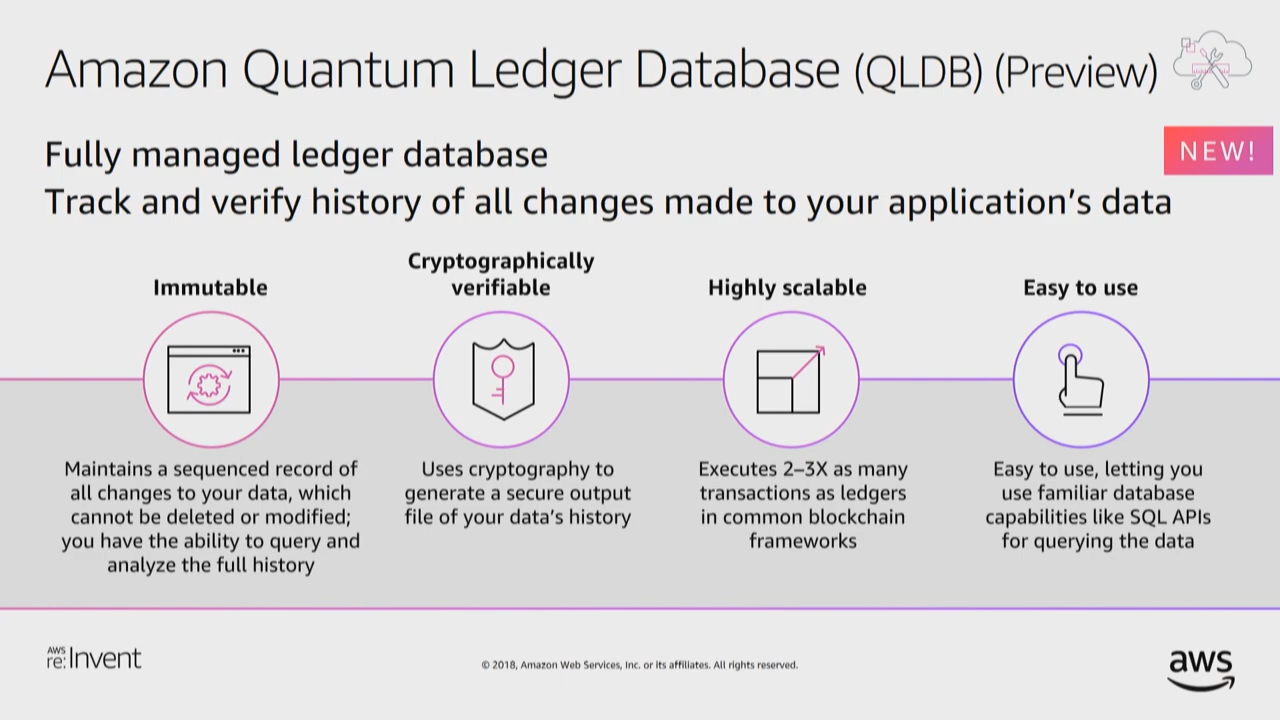 Amazon Quantum Ledger Database (QLDB) (Preview)
Fully managed ledger database
NEW!
Track and verify history of all changes made to your application's data
Immutable
Maintains a sequenced record of
all changes to your data, which
cannot be deleted or modified;
you have the ability to query and
analyze the full history
Cryptographically
verifiable
Uses cryptography to
generate a secure output
file of your data's history
Highly scalable
Executes 2–3X as many
transactions as ledgers
in common blockchain
frameworks
Easy to use
Easy to use, letting you
use familiar database
capabilities like SQL APIs
for querying the data
AWS
re:Invent
© 2018, Amazon Web Services, Inc. or its affiliates. All rights reserved.
aws